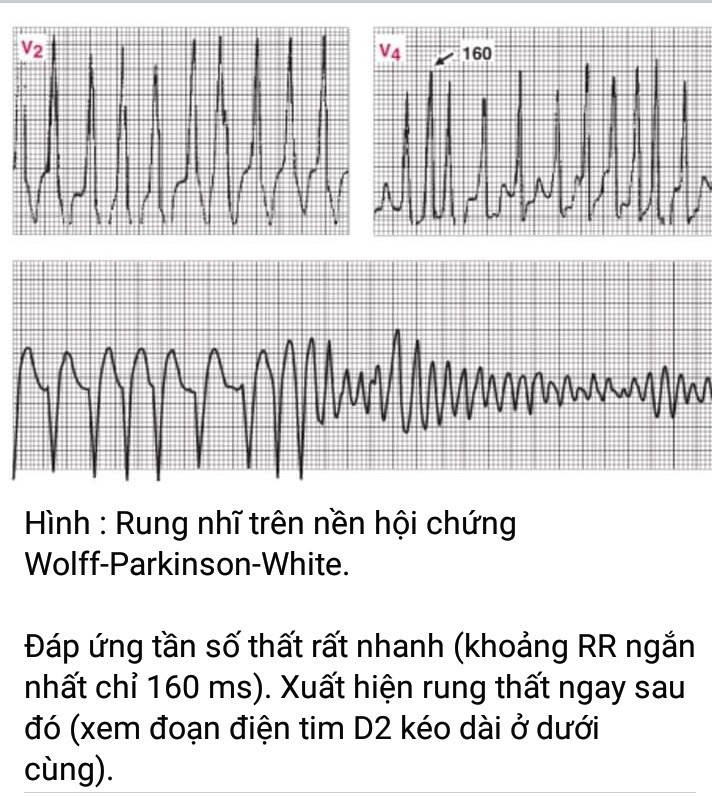 V2
V4
160
Hình : Rung nhĩ trên nền hội chứng
Wolff-Parkinson-White.
Đáp ứng tần số thất rất nhanh (khoảng RR ngắn
nhất chỉ 160 ms). Xuất hiện rung thất ngay sau
đó (xem đoạn điện tim D2 kéo dài ở dưới
cùng).